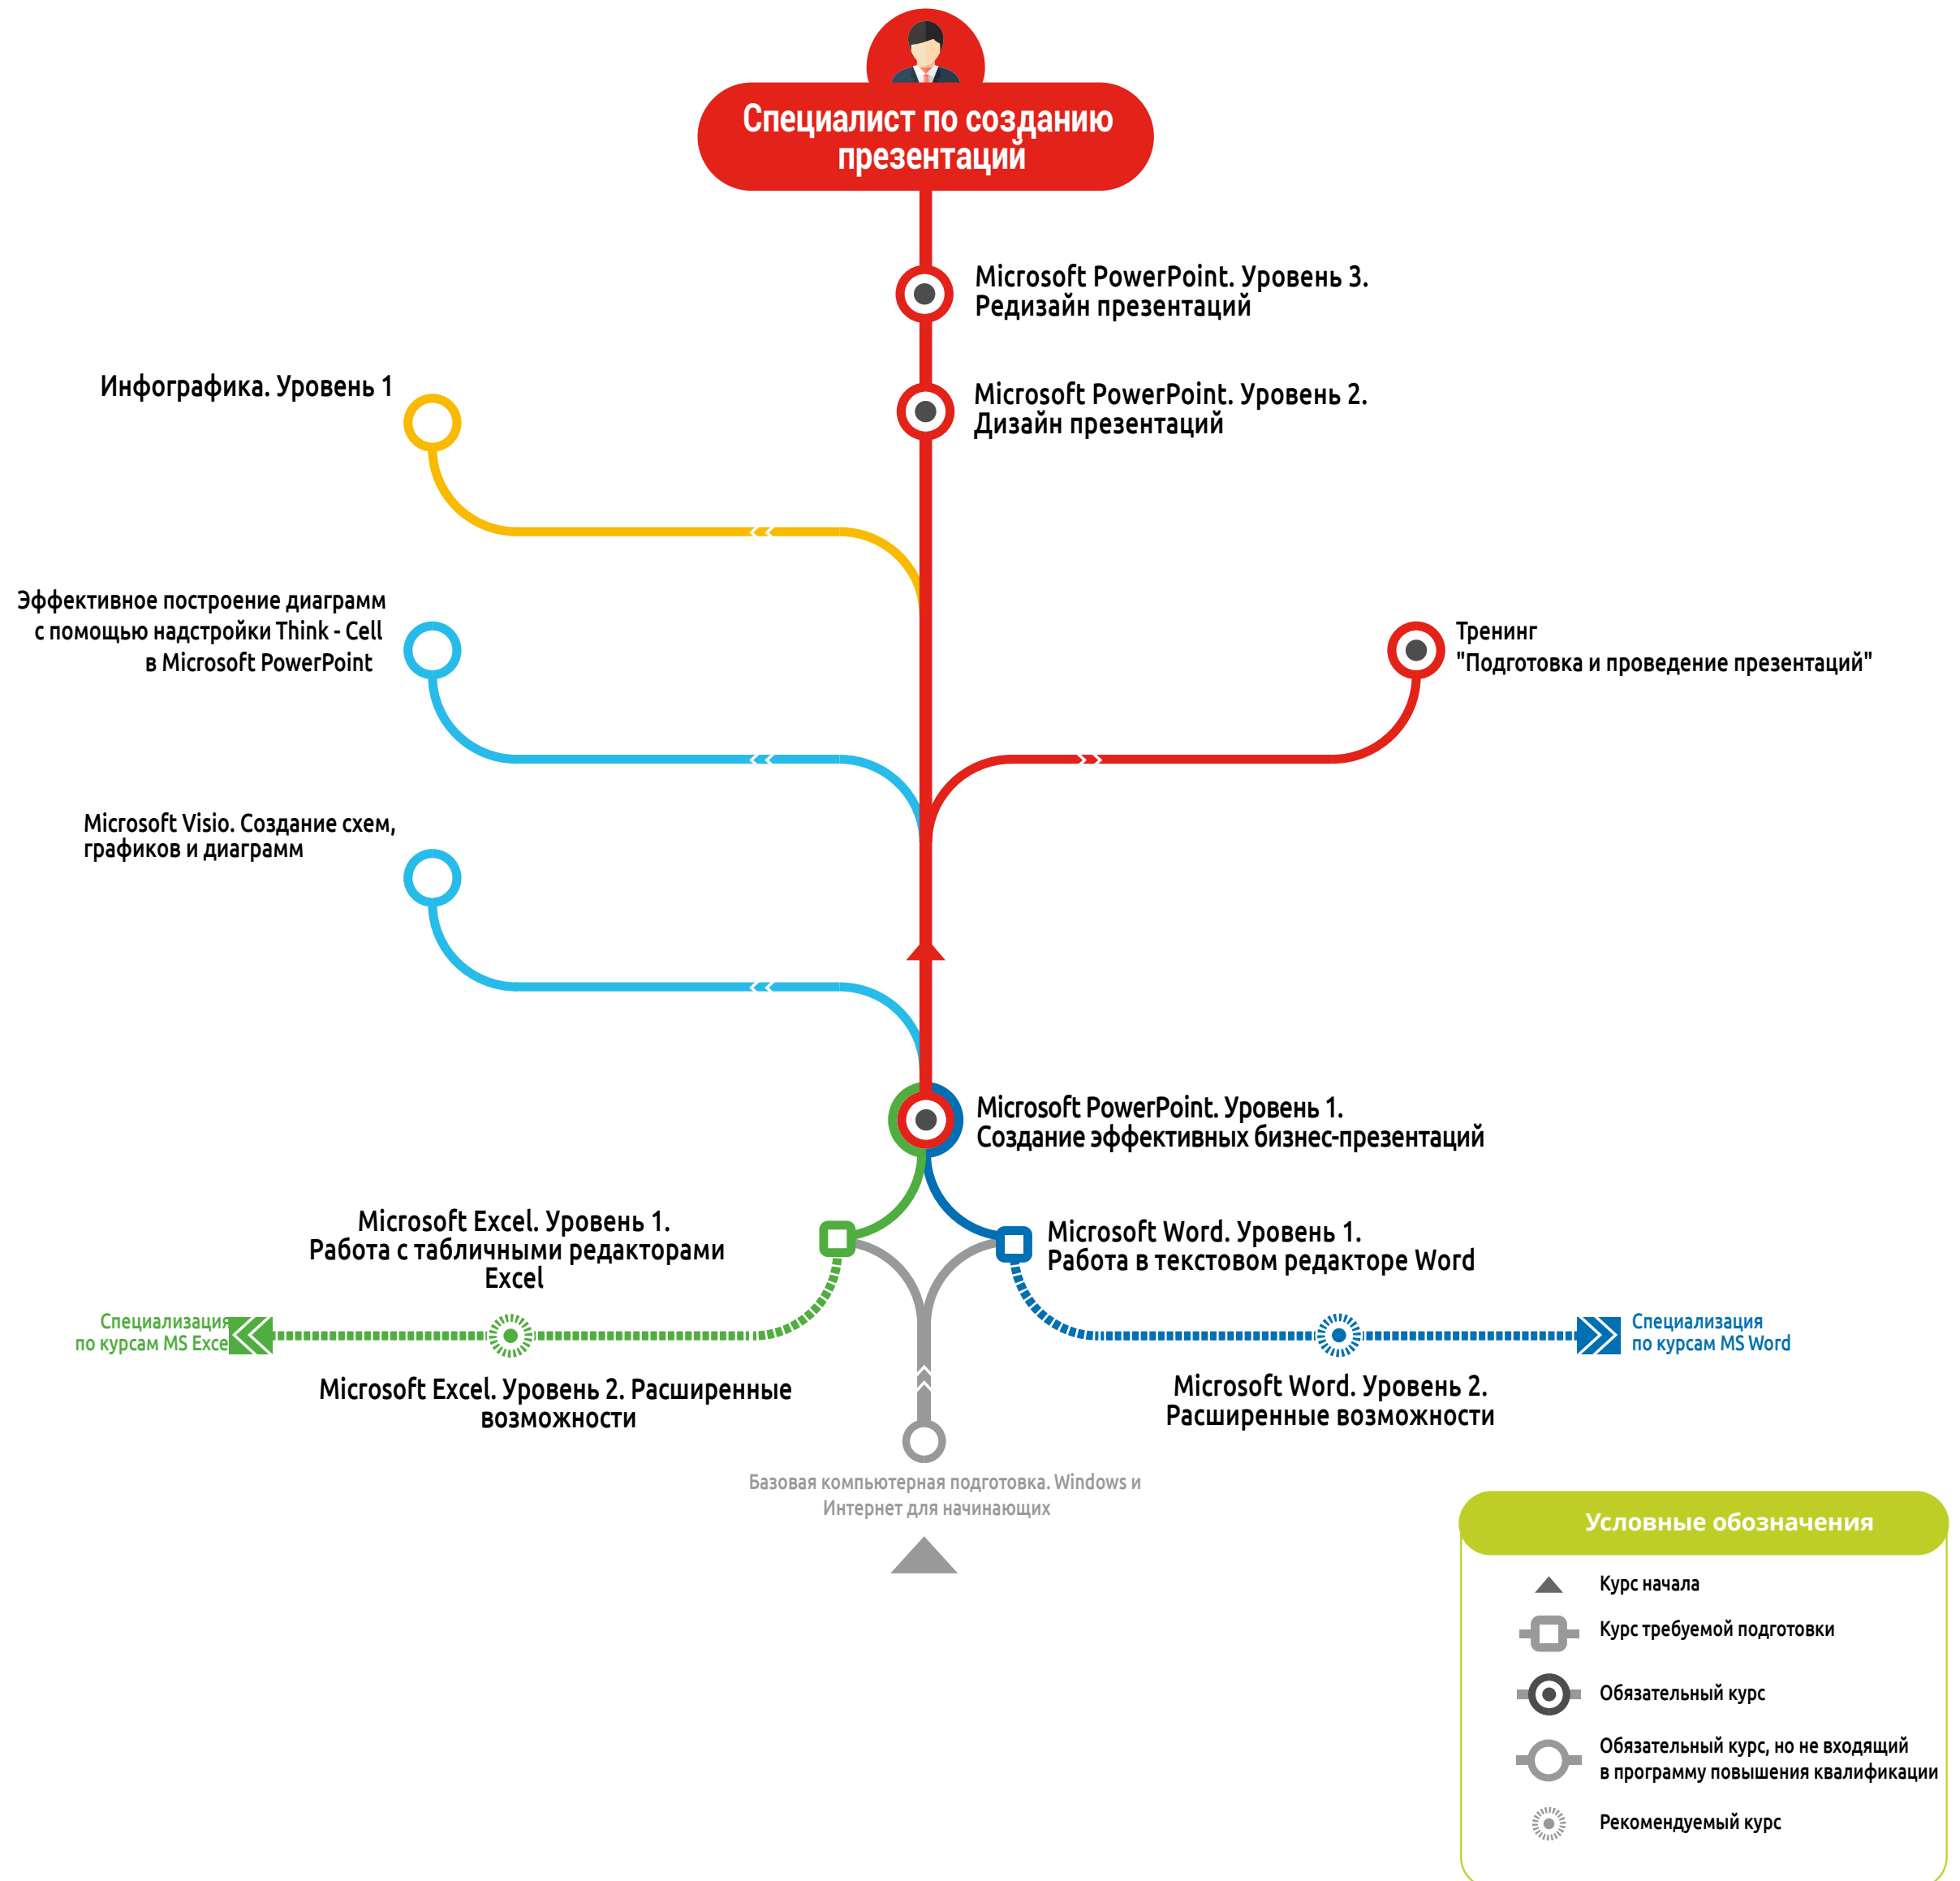 Специалист по созданию
презентаций
Microsoft PowerPoint. Уровень 3.
Редизайн презентаций
Инфографика. Уровень 1
Microsoft PowerPoint. Уровень 2.
Дизайн презентаций
Эффективное построение диаграмм
с помощью надстройки Think - Cell
в Microsoft PowerPoint
Тренинг
"Подготовка и проведение презентаций"
Microsoft Visio. Создание схем,
графиков и диаграмм
Microsoft PowerPoint. Уровень 1.
Создание эффективных бизнес-презентаций
Microsoft Excel. Уровень 1.
Работа с табличными редакторами
Excel
Microsoft Word. Уровень 1.
Работа в текстовом редакторе Word
Специализация
по курсам MS Exce
Специализация
по курсам MS Word
Microsoft Excel. Уровень 2. Расширенные
возможности
Microsoft Word. Уровень 2.
Расширенные возможности
Базовая компьютерная подготовка. Windows и
Интернет для начинающих
Условные обозначения
Курс начала
Курс требуемой подготовки
Обязательный курс
Обязательный курс, но не входящий
в программу повышения квалификации
Рекомендуемый курс